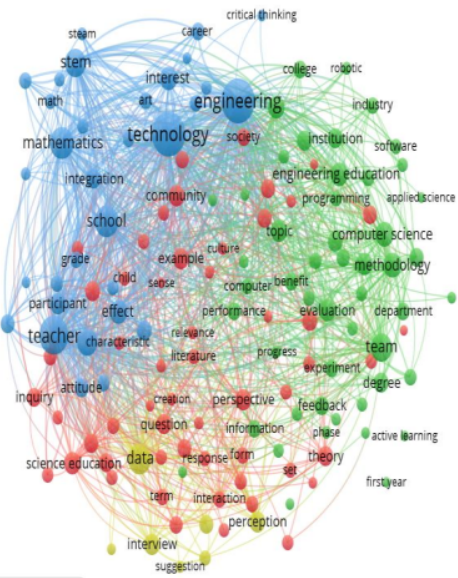 critical thinking
steam
career
stem
college
robotic
interest
math
art
engineering
industry
technology
society
institution
mathematics
software
integration
engineering education
community
programming
applied science
school
topic
computer science
culture
grade
example
methodology
child
sense
computer
benefit
participant
effect
performance
evaluation
department
teacher
relevance
characteristic
team
literature
progress
experiment
attitude
degree
inquiry
creation
perspective
feedback
question
information
phase
active learning
science education
data
response
form
theory
set
first year
term
interaction
perception
interview
suggestion